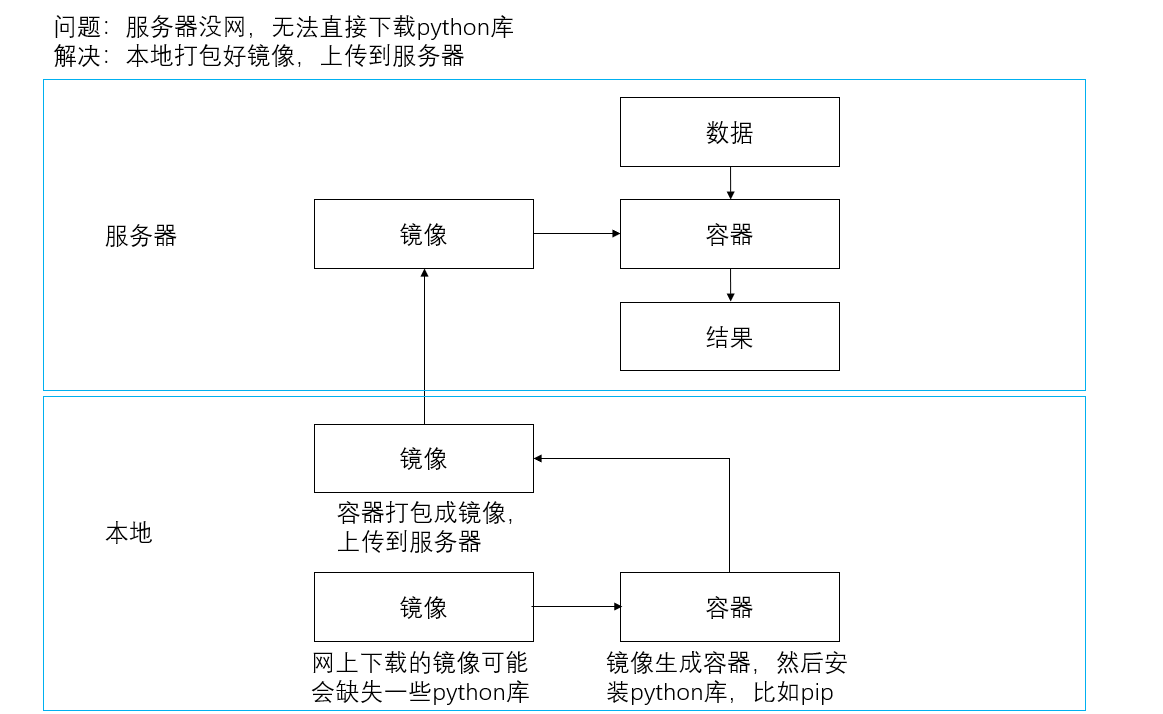 问题：服务器没网，无法直接下载python库
解决：本地打包好镜像，上传到服务器
数据
服务器
镜像
容器
结果
镜像
容器打包成镜像，
上传到服务器
本地
镜像
容器
网上下载的镜像可能
会缺失一些python库
镜像生成容器，然后安
装python库，比如pip